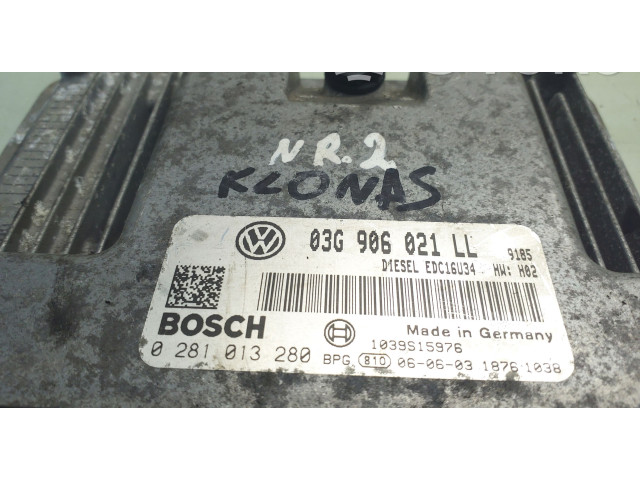 NR.2
KLONAS
03G 906 021 LL 9185
DIESEL EDC16U34 HW: H02
BOSCH
Made in Germany
1039S15976
0 281 013 280 BPG 810 06-06-03 1876 1038